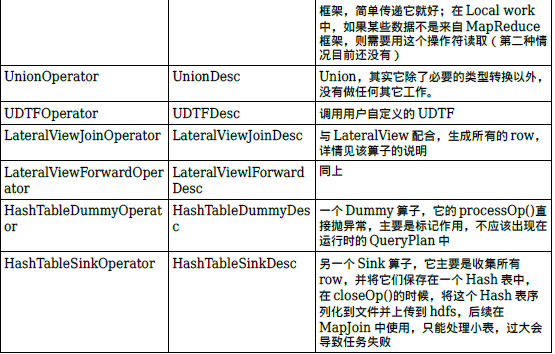 框架，简单传递它就好；在 Local work
中，如果某些数据不是来自 MapReduce
框架，则需要用这个操作符读取（第二种情
况目前还没有）
UnionOperator UnionDesc Union，其实它除了必要的类型转换以外，
没有做任何其它工作。
UDTFOperator UDTFDesc 调用用户自定义的 UDTF
LateralViewJoinOperator LateralViewJoinDesc 与 LateralView 配合，生成所有的 row，
详情见该算子的说明
LateralViewForwardOper LateralViewlForward 同上
ator Desc
HashTableDummyOperat HashTableDummyDes 一个 Dummy 算子，它的 processOp()直
or c 接抛异常，主要是标记作用，不应该出现在
运行时的 QueryPlan 中
HashTableSinkOperator HashTableSinkDesc 另一个 Sink 算子，它主要是收集所有
row，并将它们保存在一个 Hash 表中，
在 closeOp()的时候，将这个 Hash 表序
列化到文件并上传到 hdfs，后续在
MapJoin 中使用，只能处理小表，过大会
导致任务失败